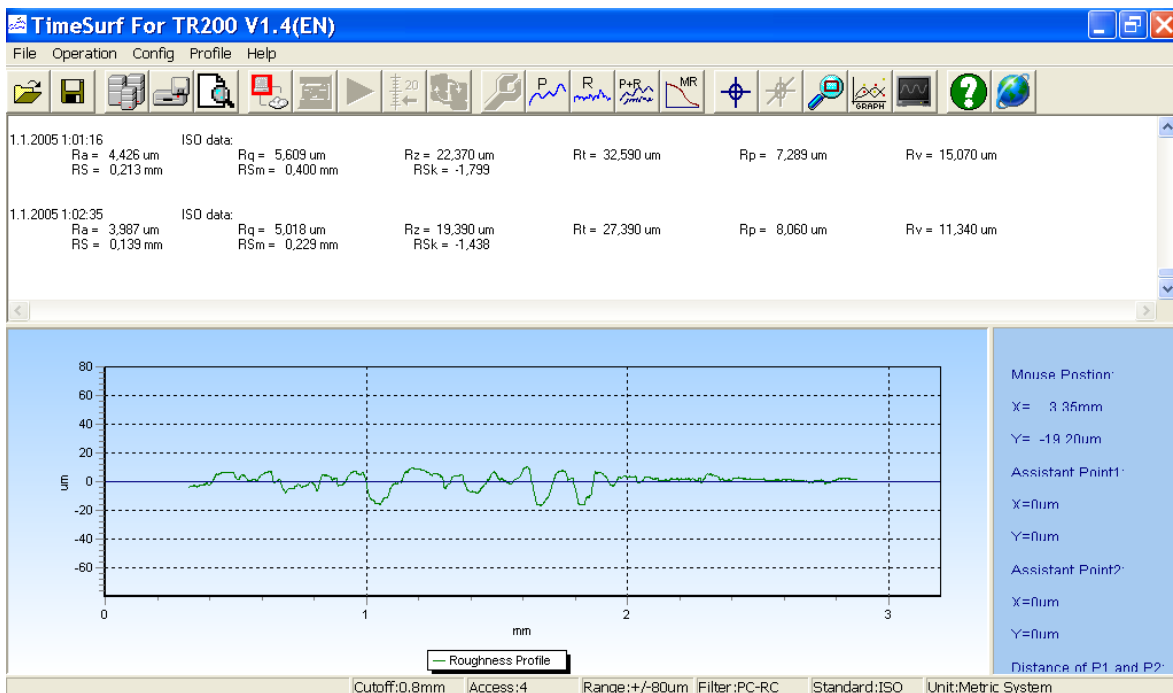 TimeSurf For TR200 V1.4(EN)
File Operation Config Profile Help
P R P+R MR
20
GRAPH
1.1.2005 1:01:16 ISO data:
Ra = 4,426 um Rq = 5,609 um Rz = 22,370 um Rt = 32,590 um Rp = 7,289 um Rv = 15,070 um
RS = 0,213 mm RSm = 0,400 mm RSk = -1,799
1.1.2005 1:02:35 ISO data:
Ra = 3,987 um Rq = 5,018 um Rz = 19,390 um Rt = 27,390 um Rp = 8,060 um Rv = 11,340 um
RS = 0,139 mm RSm = 0,229 mm RSk = -1,438
80
60
40
20
0
-20
-40
-60
um
0 1 2 3
mm
Roughness Profile
Mouse Postion:
X= 3.35mm
Y= -19.20um
Assistant Point1:
X=0um
Y=0um
Assistant Point2:
X=0um
Y=0um
Distance of P1 and P2:
Cutoff:0.8mm Access:4 Range:+/-80um Filter:PC-RC Standard:ISO Unit:Metric System